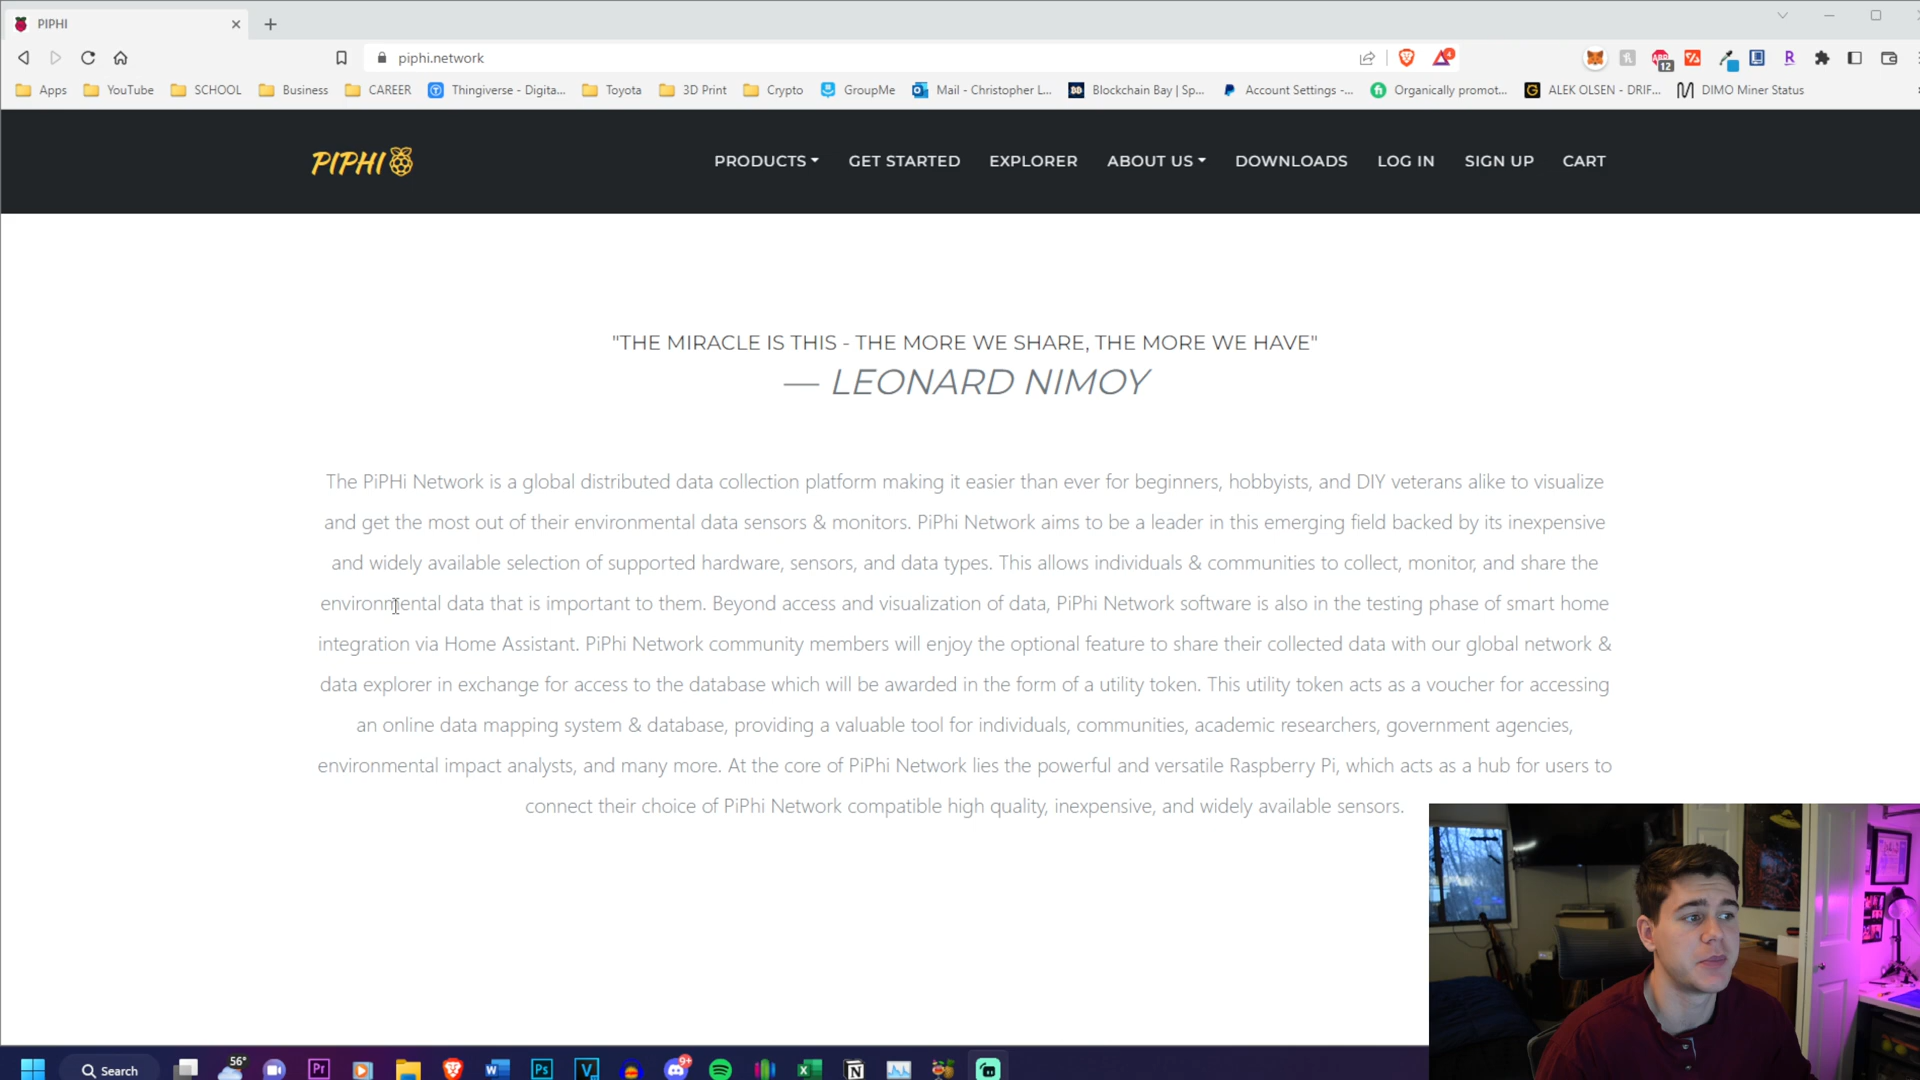 PIPHI
piphi.network
4
12
R
Apps YouTube SCHOOL Business CAREER Thingiverse - Digita... Toyota 3D Print Crypto GroupMe Mail - Christopher L... Blockchain Bay | Sp... Account Settings -... Organically promot... ALEK OLSEN - DRIF... DIMO Miner Status
PIPHI
PRODUCTS GET STARTED EXPLORER ABOUT US DOWNLOADS LOG IN SIGN UP CART
"THE MIRACLE IS THIS - THE MORE WE SHARE, THE MORE WE HAVE"
— LEONARD NIMOY
The PiPHi Network is a global distributed data collection platform making it easier than ever for beginners, hobbyists, and DIY veterans alike to visualize
and get the most out of their environmental data sensors & monitors. PiPhi Network aims to be a leader in this emerging field backed by its inexpensive
and widely available selection of supported hardware, sensors, and data types. This allows individuals & communities to collect, monitor, and share the
environmental data that is important to them. Beyond access and visualization of data, PiPhi Network software is also in the testing phase of smart home
integration via Home Assistant. PiPhi Network community members will enjoy the optional feature to share their collected data with our global network &
data explorer in exchange for access to the database which will be awarded in the form of a utility token. This utility token acts as a voucher for accessing
an online data mapping system & database, providing a valuable tool for individuals, communities, academic researchers, government agencies,
environmental impact analysts, and many more. At the core of PiPhi Network lies the powerful and versatile Raspberry Pi, which acts as a hub for users to
connect their choice of PiPhi Network compatible high quality, inexpensive, and widely available sensors.
Search 56° Pr W Ps V 9+ X N